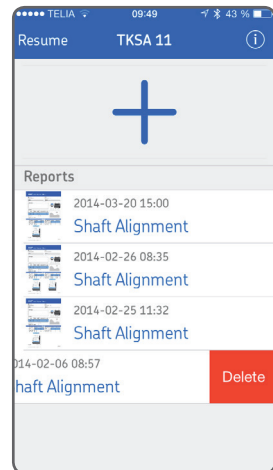 TELIA 09:49 43 %
Resume TKSA 11
Reports
2014-03-20 15:00
Shaft Alignment
2014-02-26 08:35
Shaft Alignment
2014-02-25 11:32
Shaft Alignment
014-02-06 08:57
haft Alignment
Delete